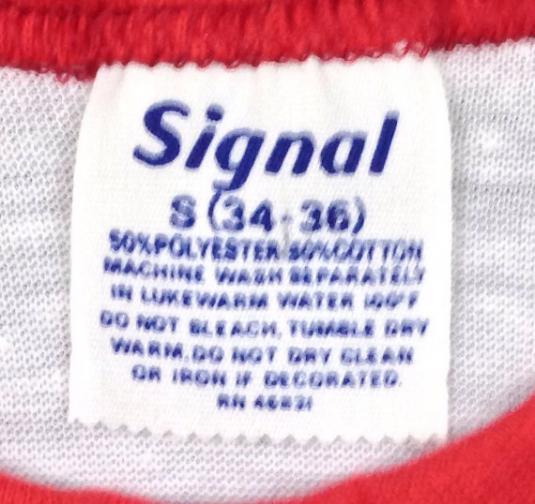 Signal
S (34-36)
50%POLYESTER 50%COTTON
MACHINE WASH SEPARATELY
IN LUKEWARM WATER 100°F
DO NOT BLEACH, TUMBLE DRY
WARM. DO NOT DRY CLEAN
OR IRON IF DECORATED.
RN